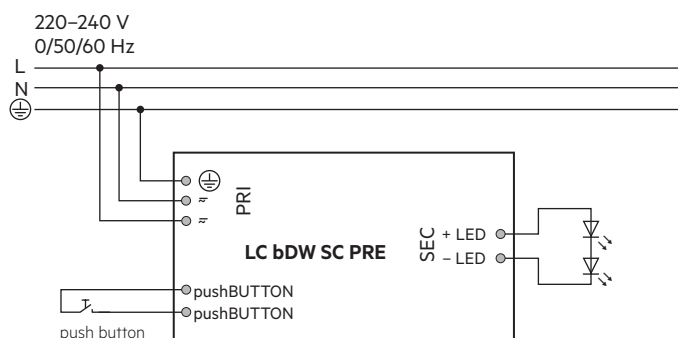 220–240 V
0/50/60 Hz
L
N
PRI
LC bDW SC PRE
SEC
+ LED
– LED
pushBUTTON
pushBUTTON
push button